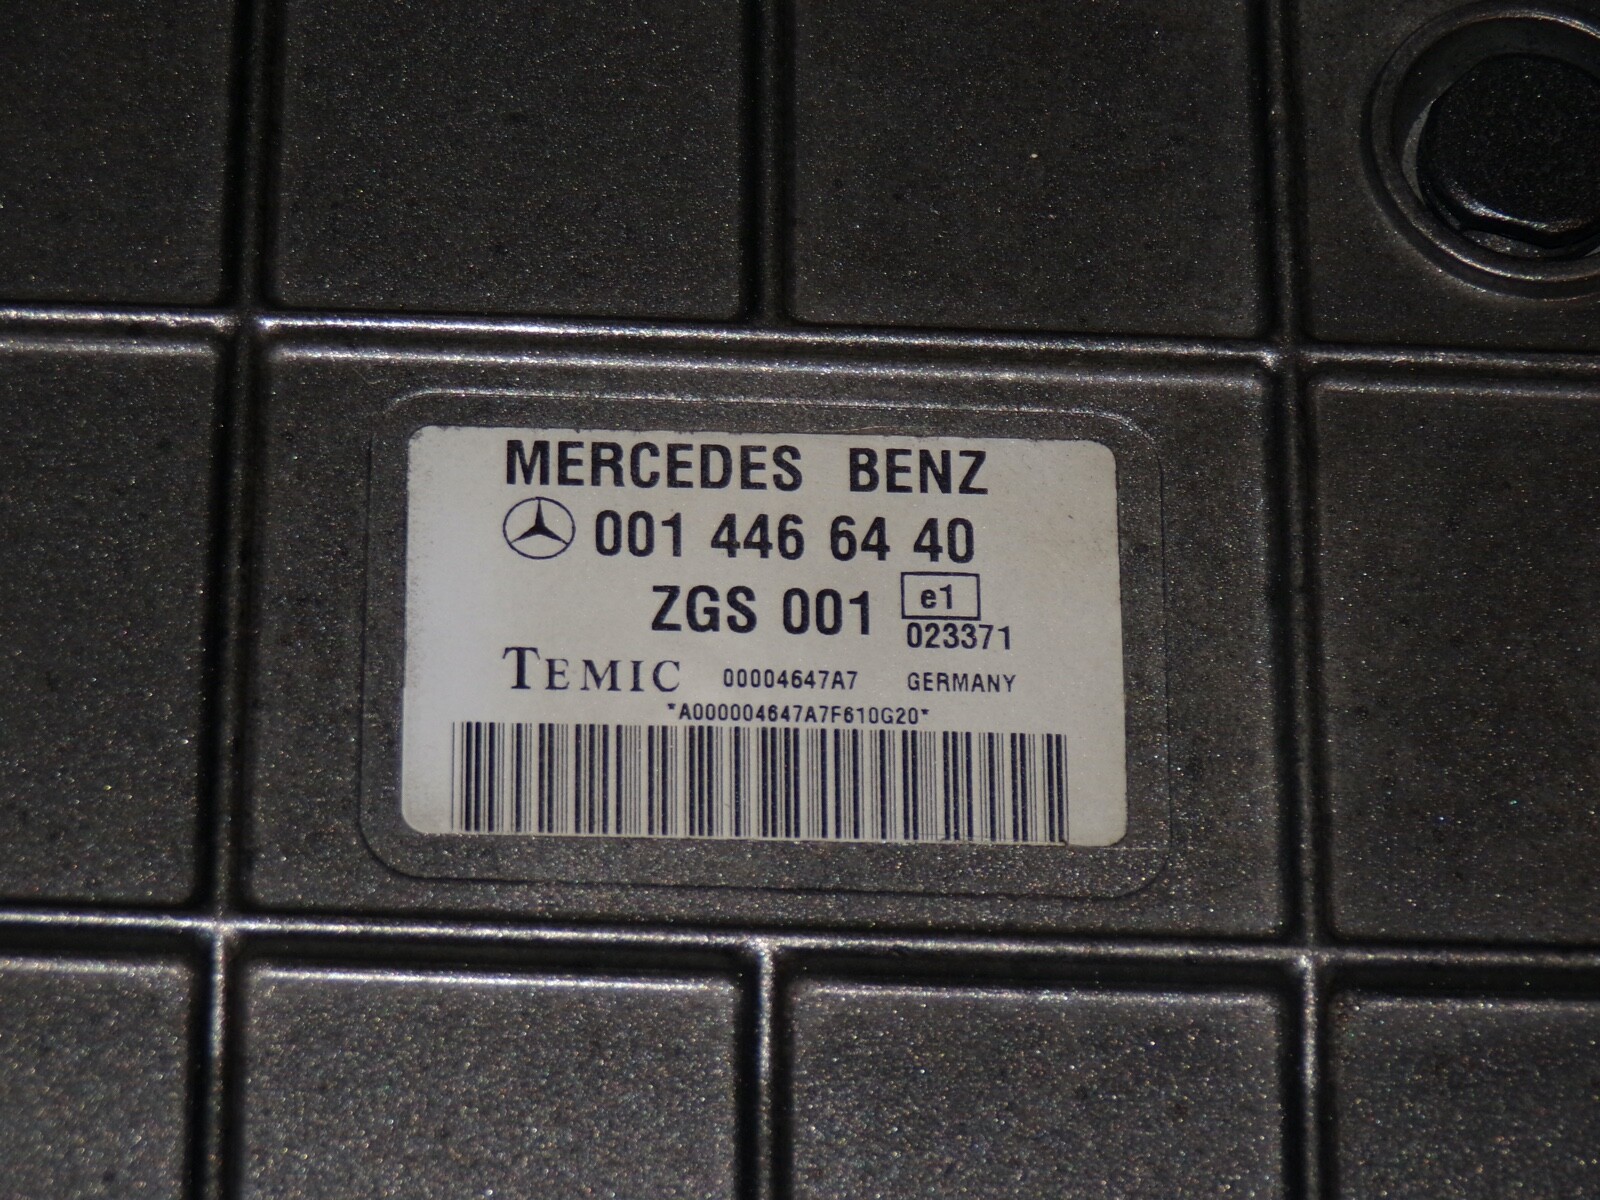 MERCEDES BENZ
001 446 64 40
ZGS 001 e1
023371
TEMIC 00004647A7 GERMANY
*A000004647A7F610G20*